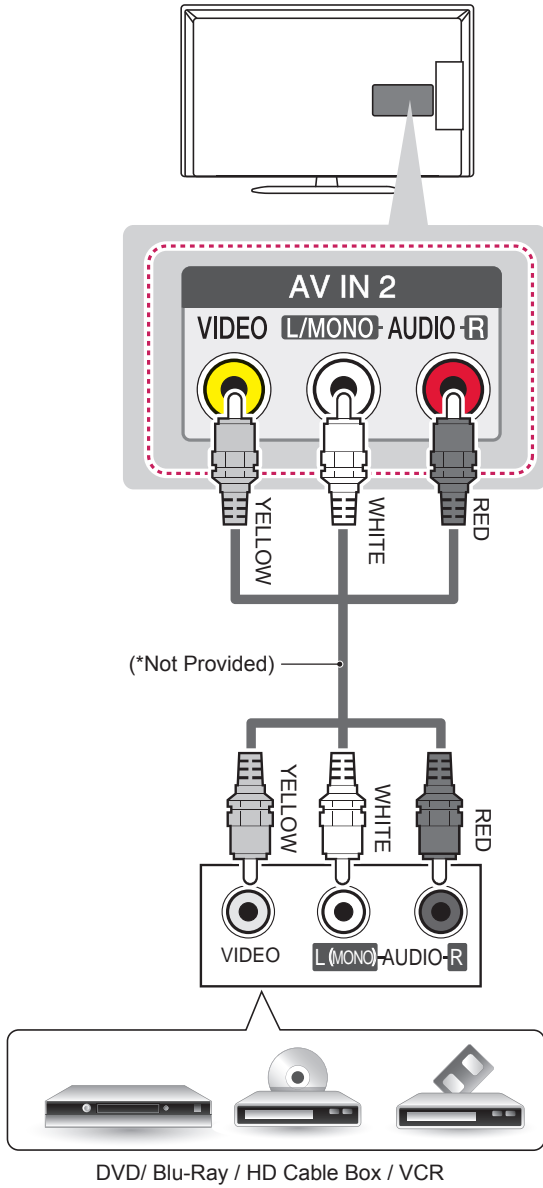 AV IN 2
VIDEO L/MONO - AUDIO - R
YELLOW
WHITE
RED
(*Not Provided)
YELLOW
WHITE
RED
VIDEO
L (MONO)-AUDIO-R
DVD/ Blu-Ray / HD Cable Box / VCR